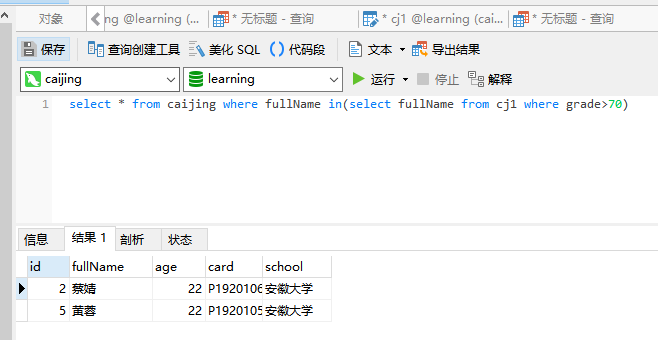 对象 ng @learning (... * 无标题 - 查询 * cj1 @learning (cai... * 无标题 - 查询
保存 查询创建工具 美化 SQL () 代码段 文本 导出结果
caijing learning 运行 停止 解释
1 select * from caijing where fullName in(select fullName from cj1 where grade>70)
信息 结果 1 剖析 状态
id fullName age card school
2 蔡婧 22 P1920106 安徽大学
5 黄蓉 22 P1920105 安徽大学